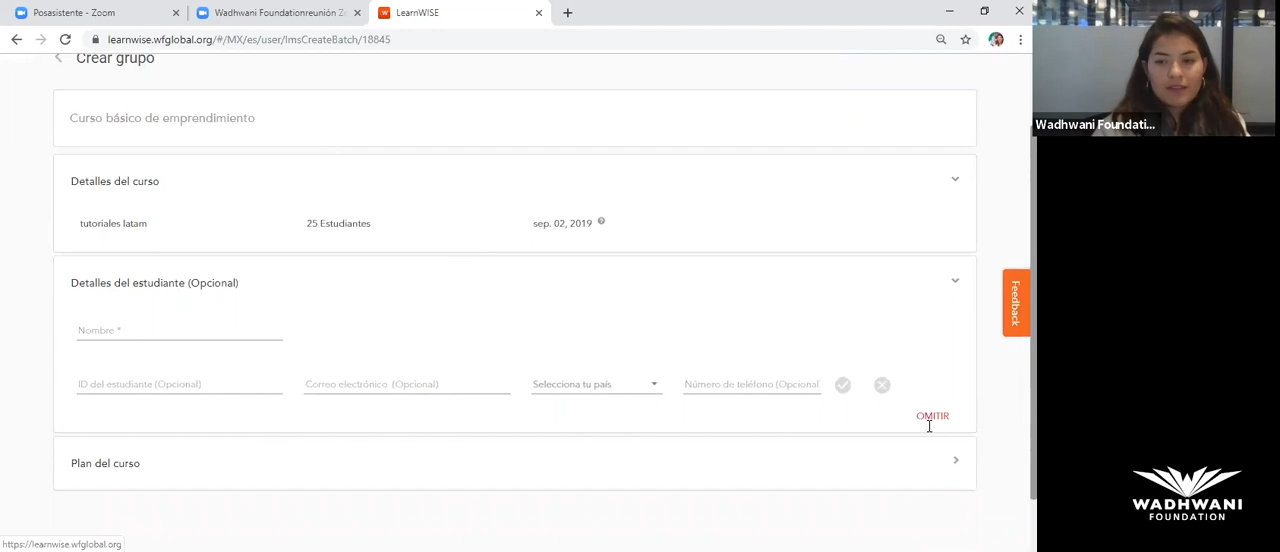 Posasistente - Zoom
Wadhwani Foundationreunión Z
LearnWISE
learnwise.wfglobal.org/#/MX/es/user/lmsCreateBatch/18845
Crear grupo
Curso básico de emprendimiento
Detalles del curso
tutoriales latam
25 Estudiantes
sep. 02, 2019
Detalles del estudiante (Opcional)
Nombre *
ID del estudiante (Opcional)
Correo electrónico (Opcional)
Selecciona tu país
Número de teléfono (Opcional
OMITIR
Plan del curso
Feedback
https://learnwise.wfglobal.org
Wadhwani Foundati...
WADHWANI
FOUNDATION